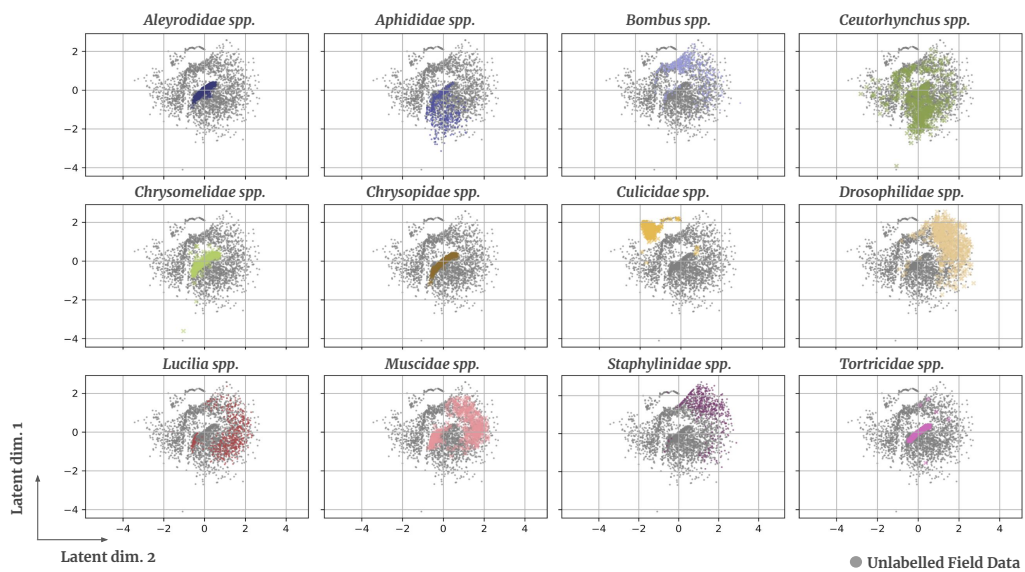 Aleyrodidae spp. Aphididae spp. Bombus spp. Ceutorhynchus spp.
2
0
−2
−4
Chrysomelidae spp. Chrysopidae spp. Culicidae spp. Drosophilidae spp.
2
0
−2
−4
Lucilia spp. Muscidae spp. Staphylinidae spp. Tortricidae spp.
2
0
−2
−4
−4 −2 0 2 4 −4 −2 0 2 4 −4 −2 0 2 4 −4 −2 0 2 4
Latent dim. 1
Latent dim. 2
Unlabelled Field Data